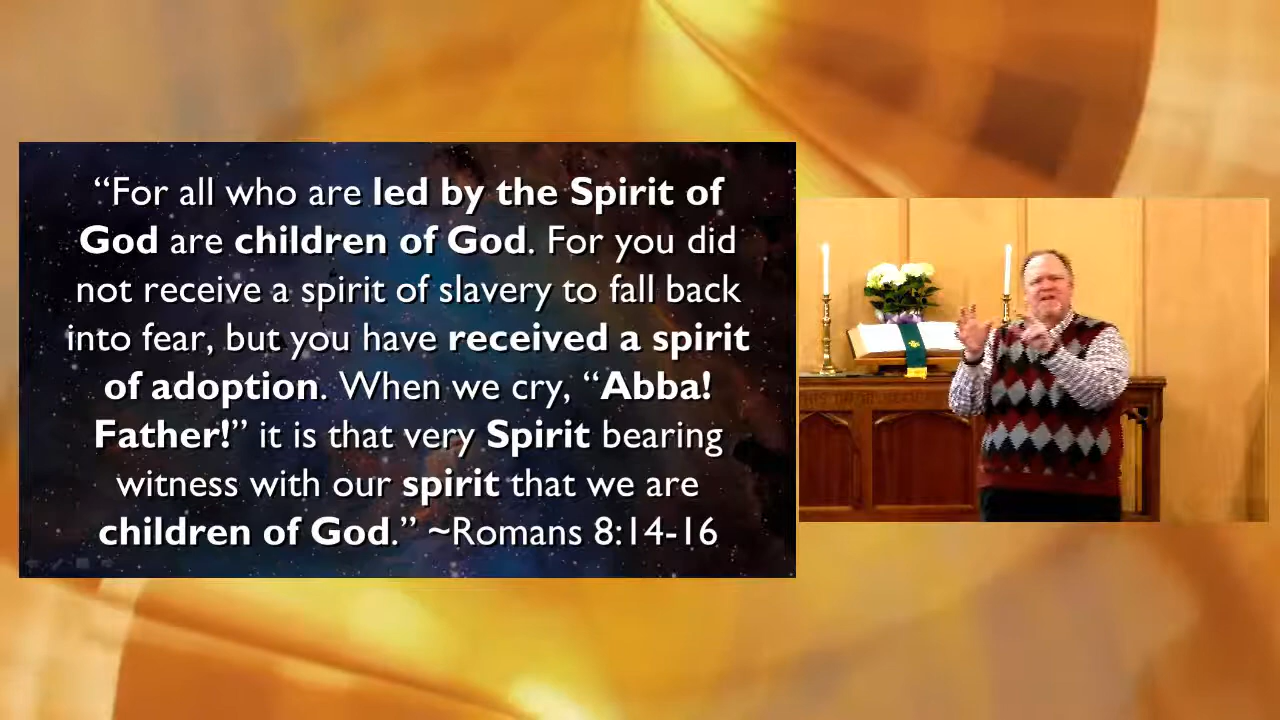 “For all who are led by the Spirit of
God are children of God. For you did
not receive a spirit of slavery to fall back
into fear, but you have received a spirit
of adoption. When we cry, “Abba!
Father!” it is that very Spirit bearing
witness with our spirit that we are
children of God.” ~Romans 8:14-16